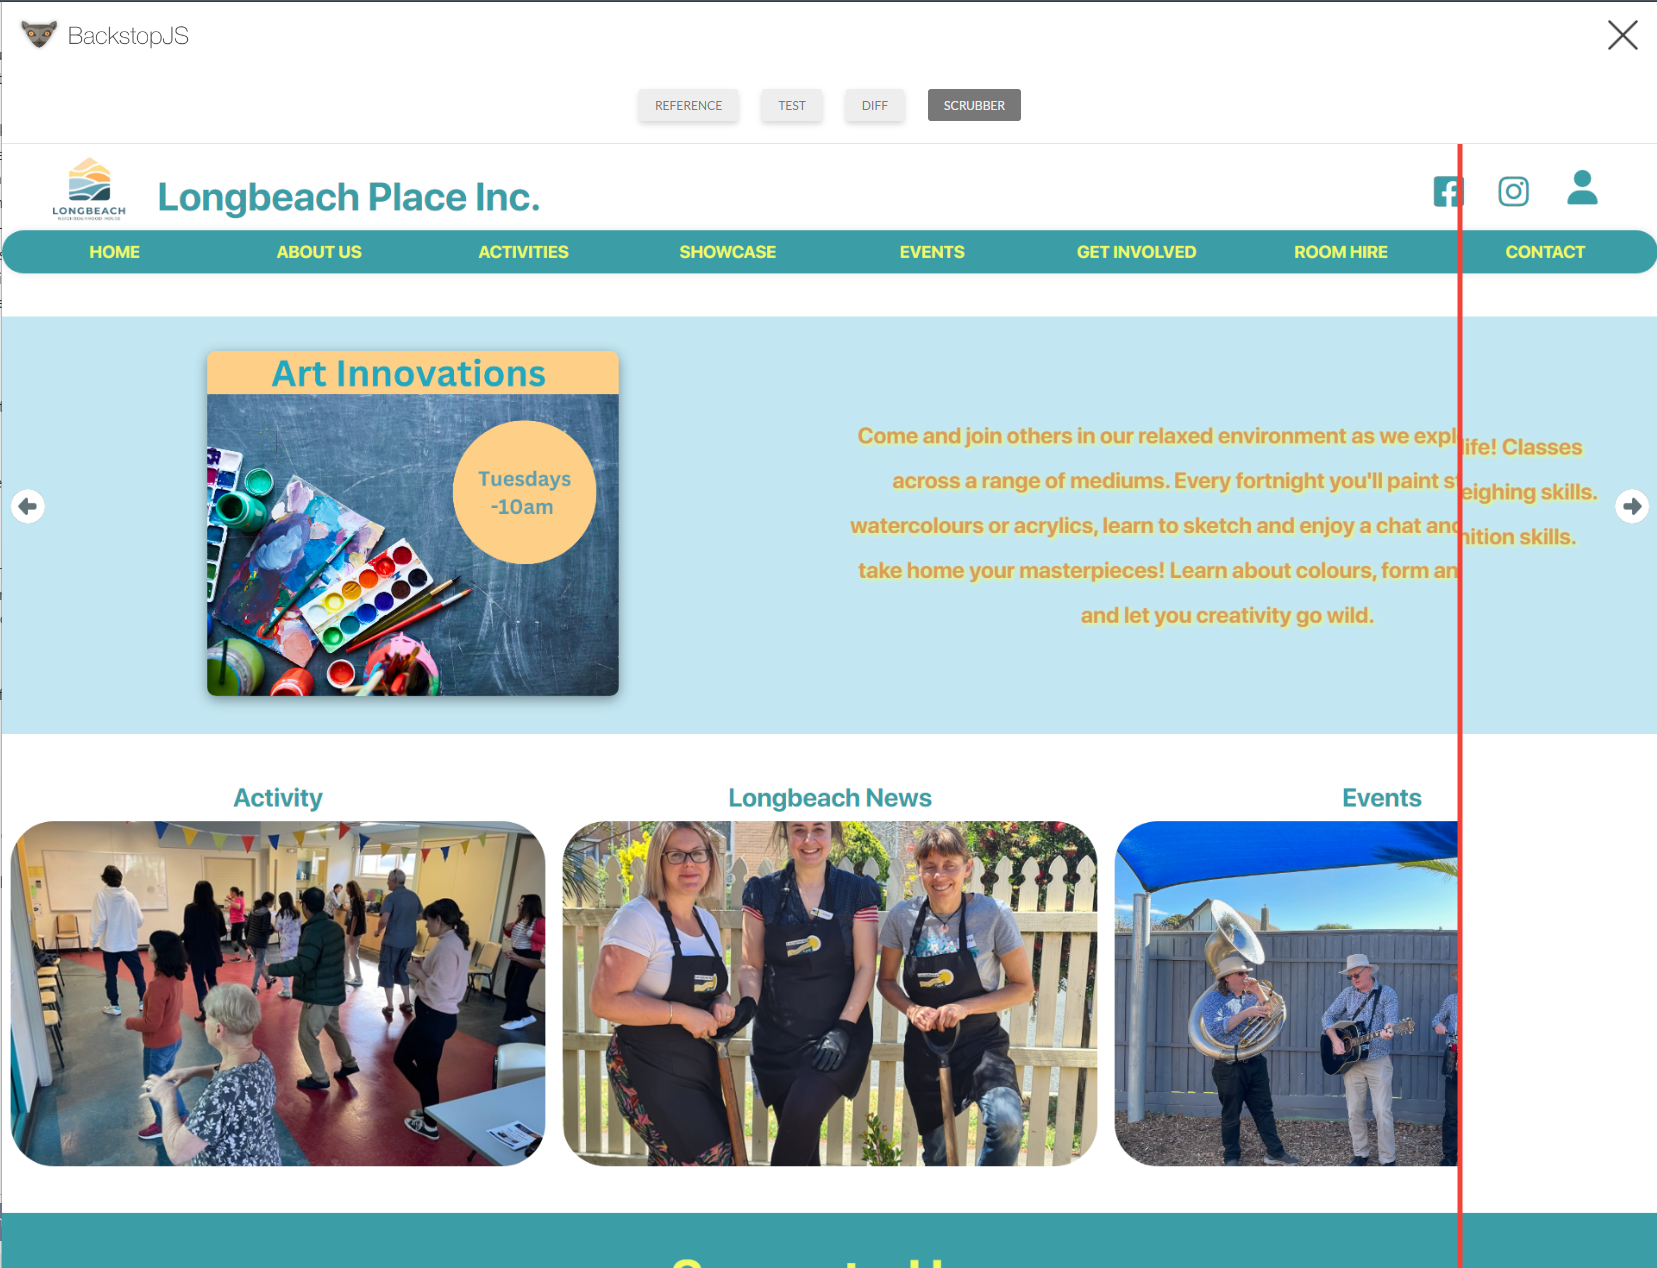 BackstopJS
REFERENCE TEST DIFF SCRUBBER
LONGBEACH
Longbeach Place Inc.
HOME ABOUT US ACTIVITIES SHOWCASE EVENTS GET INVOLVED ROOM HIRE CONTACT
Art Innovations
Tuesdays
-10am
Come and join others in our relaxed environment as we expl
across a range of mediums. Every fortnight you'll paint
watercolours or acrylics, learn to sketch and enjoy a chat and
take home your masterpieces! Learn about colours, form an
and let you creativity go wild.
life! Classes
eighing skills.
nition skills.
Activity Longbeach News Events